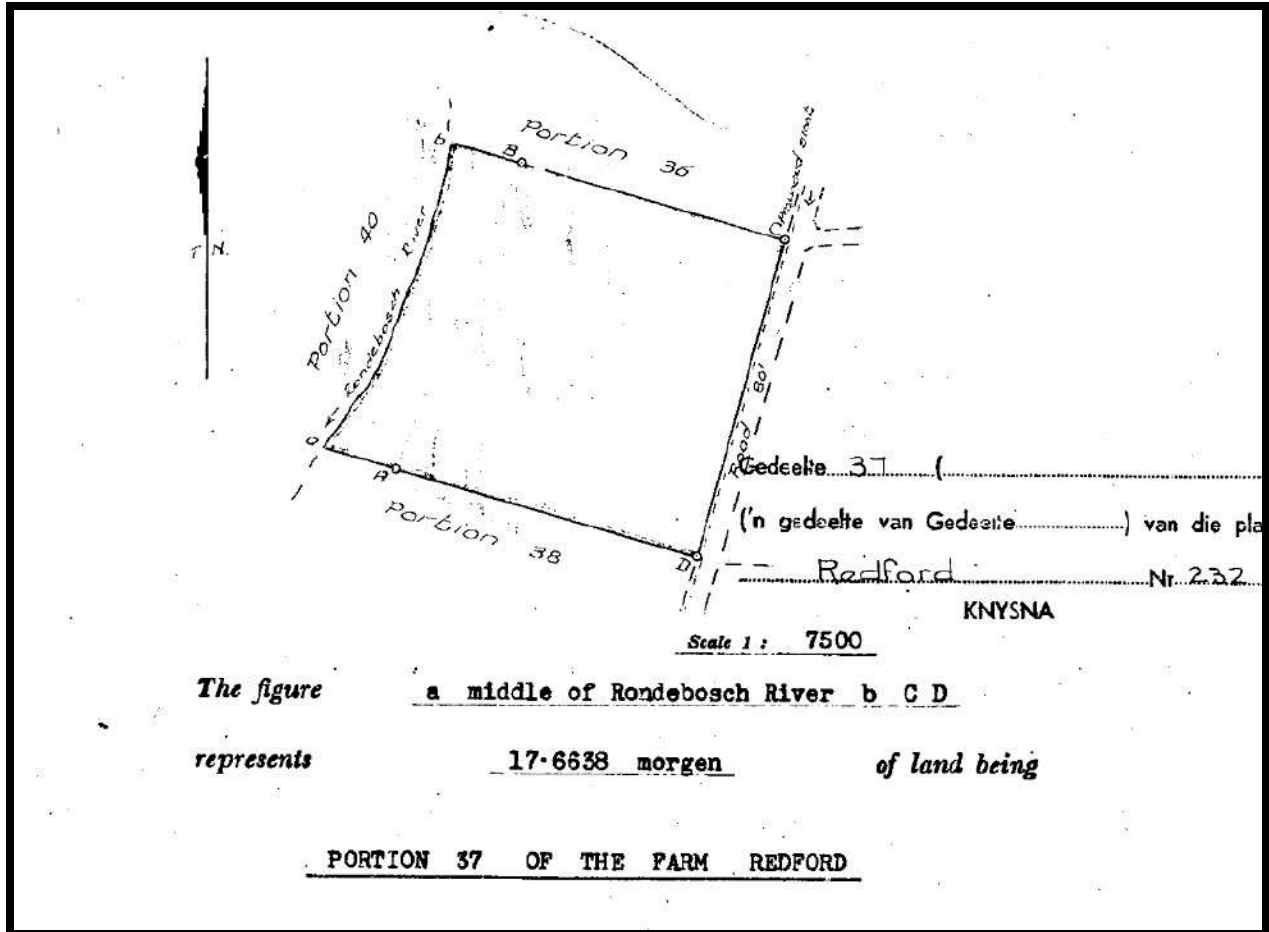 Portion 36
b
B
T N.
Portion 40
Rondebosch River
Road 80'
a
A
Portion 38
D
Gedeelte 37 (
('n gedeelte van Gedeelte ) van die pla
Redford Nr 232
KNYSNA
Scale 1: 7500
The figure a middle of Rondebosch River b C D
represents 17·6638 morgen of land being
PORTION 37 OF THE FARM REDFORD